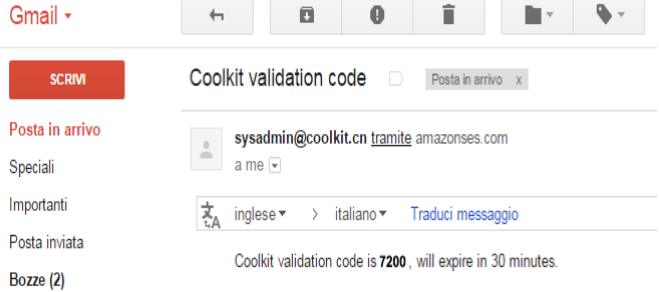 Gmail
SCRIVI
Posta in arrivo
Speciali
Importanti
Posta inviata
Bozze (2)
Coolkit validation code
Posta in arrivo x
sysadmin@coolkit.cn tramite amazonses.com
a me
inglese > italiano Traduci messaggio
Coolkit validation code is 7200 , will expire in 30 minutes.